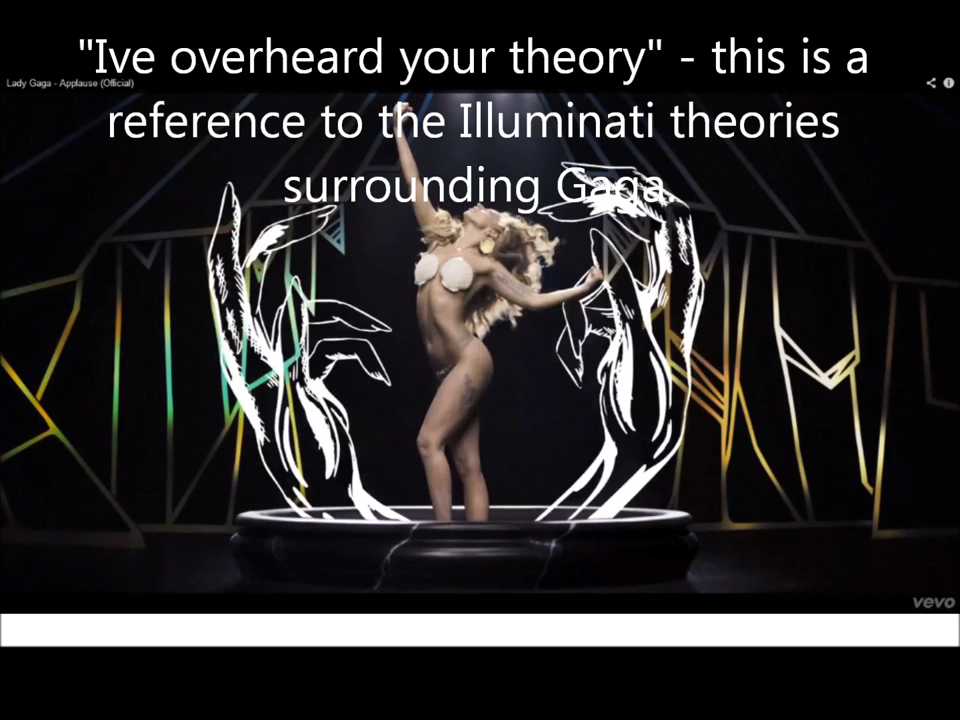 "Ive overheard your theory" - this is a
Lady Gaga - Applause (Official)
reference to the Illuminati theories
surrounding Gaga.
vevo